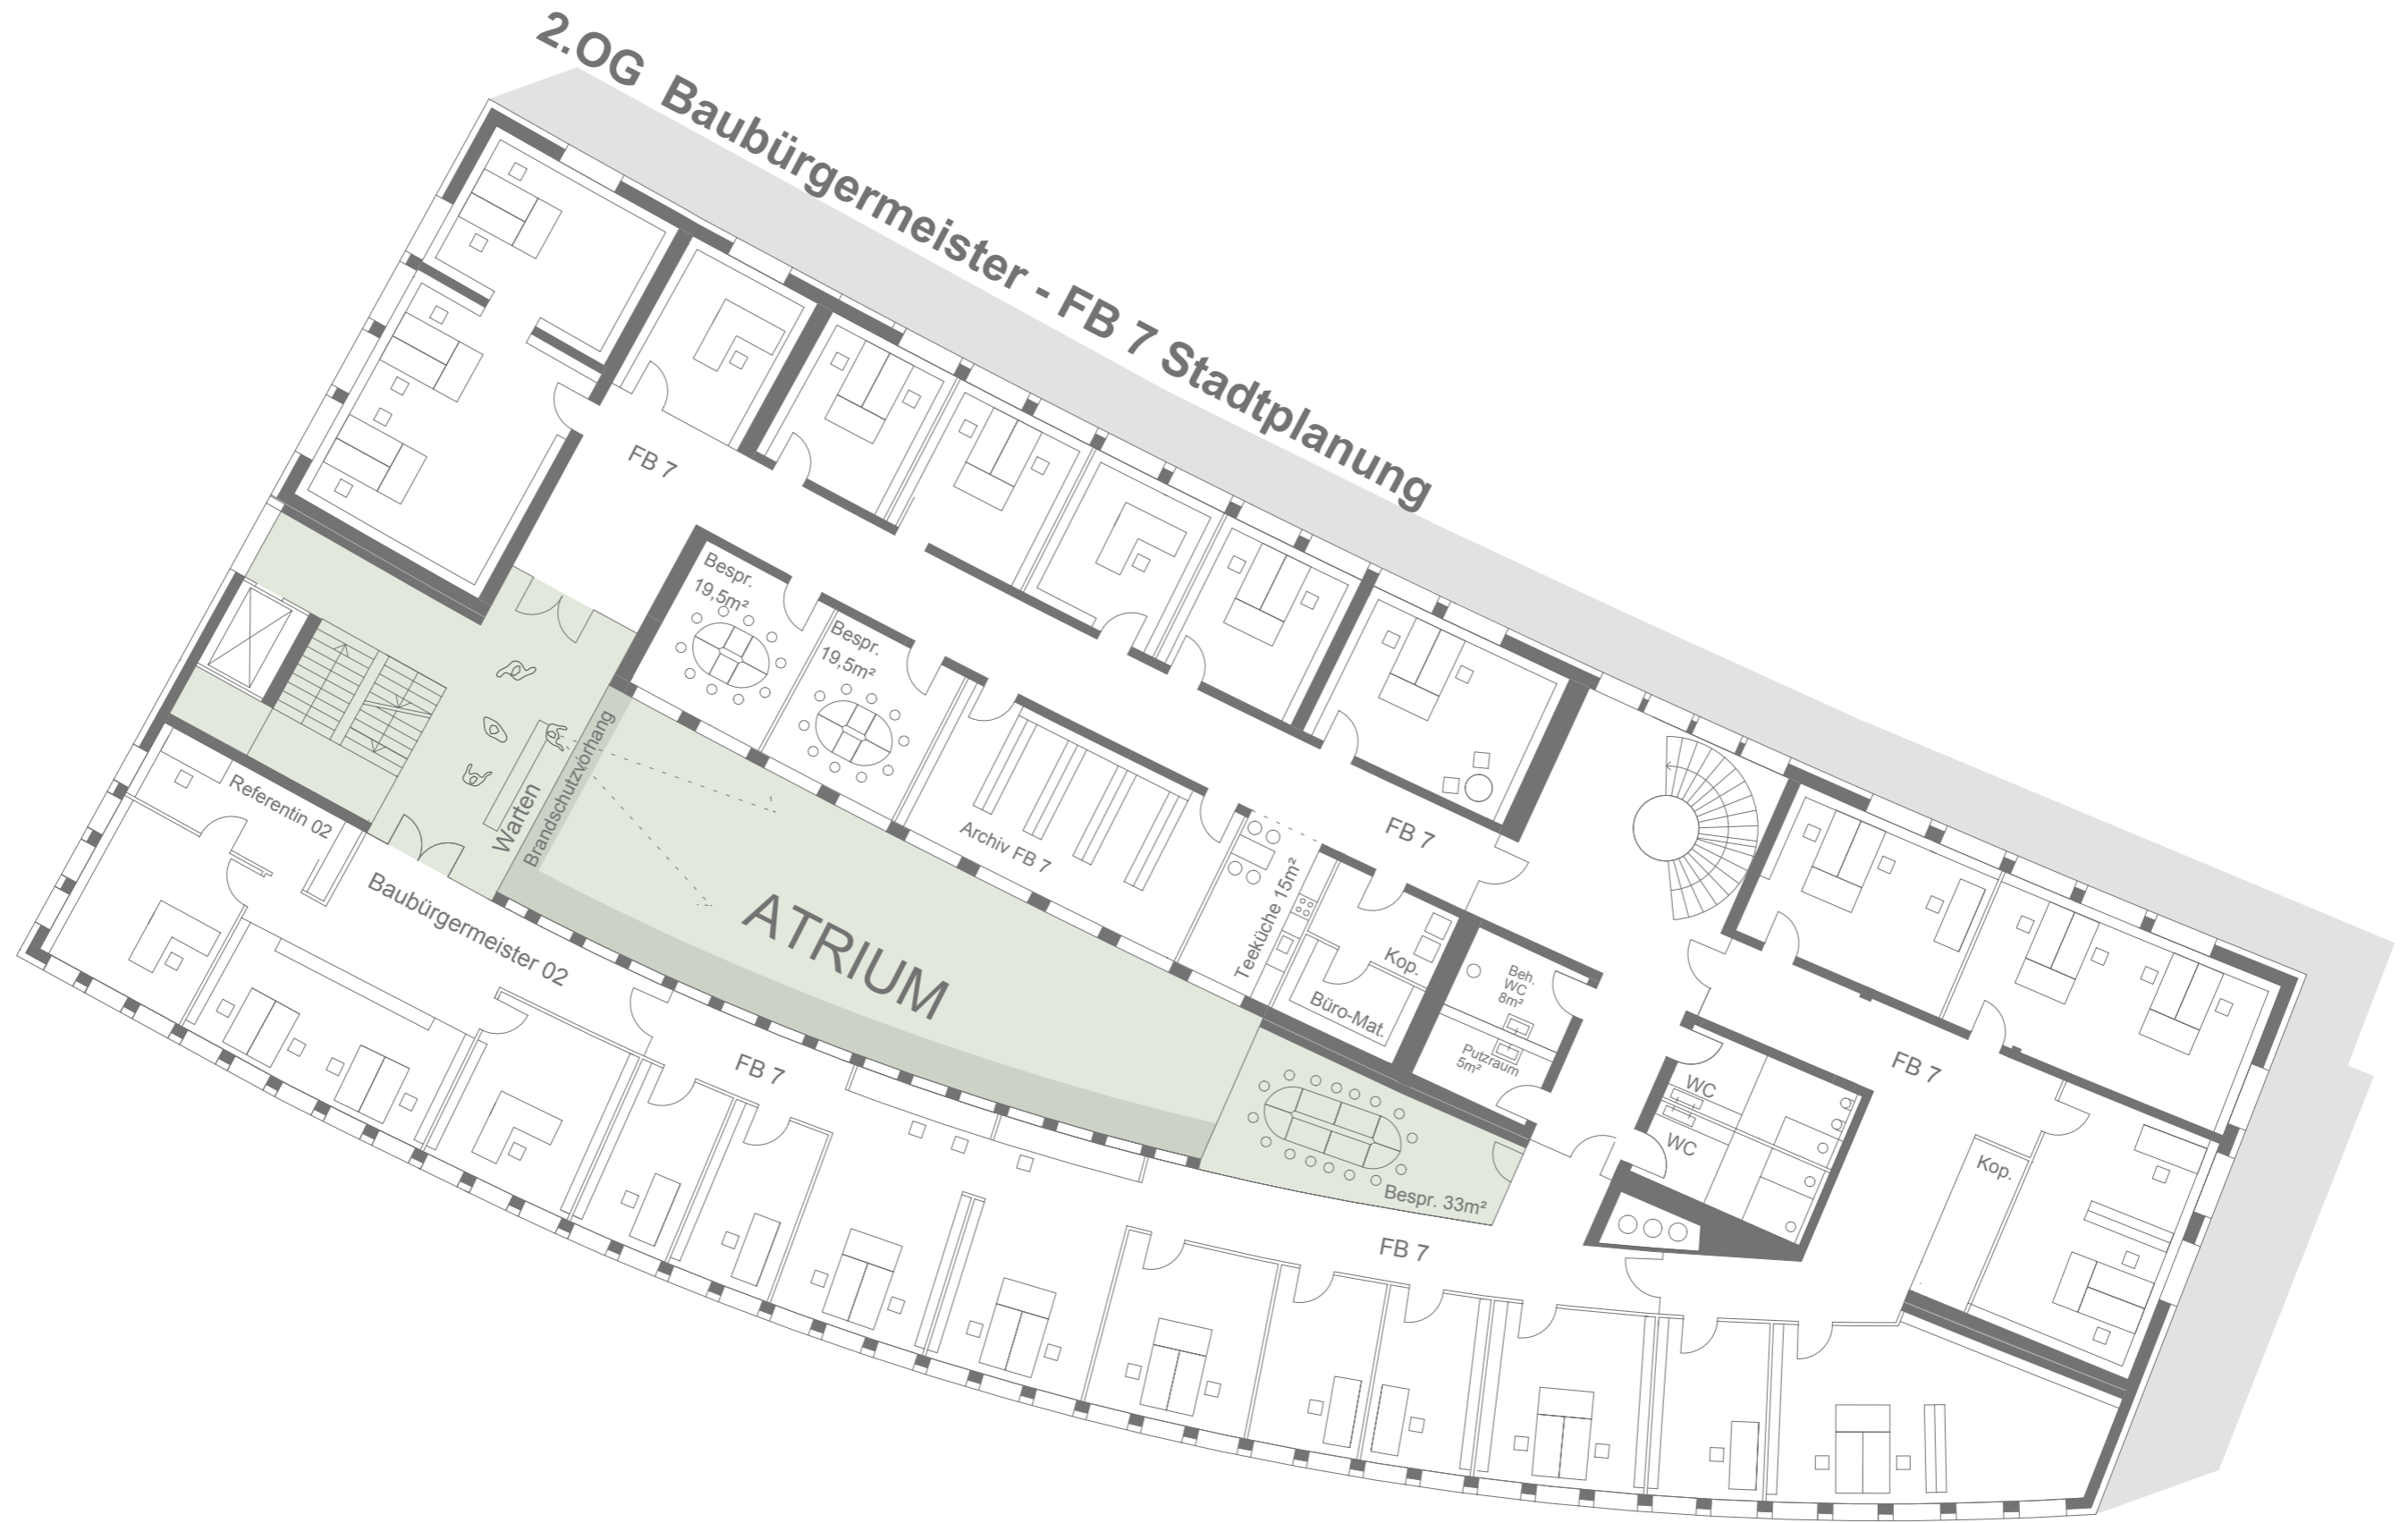 2.OG Baubürgermeister - FB 7 Stadtplanung
FB 7
Bespr.
19,5m²
Bespr.
19,5m²
Archiv FB 7
Teeküche 15m²
FB 7
Kop.
Büro-Mat.
Beh.
WC
8m²
Putzraum
5m²
WC
WC
FB 7
Kop.
Warten
Brandschutzvorhang
ATRIUM
Referentin 02
Baubürgermeister 02
FB 7
Bespr. 33m²
FB 7